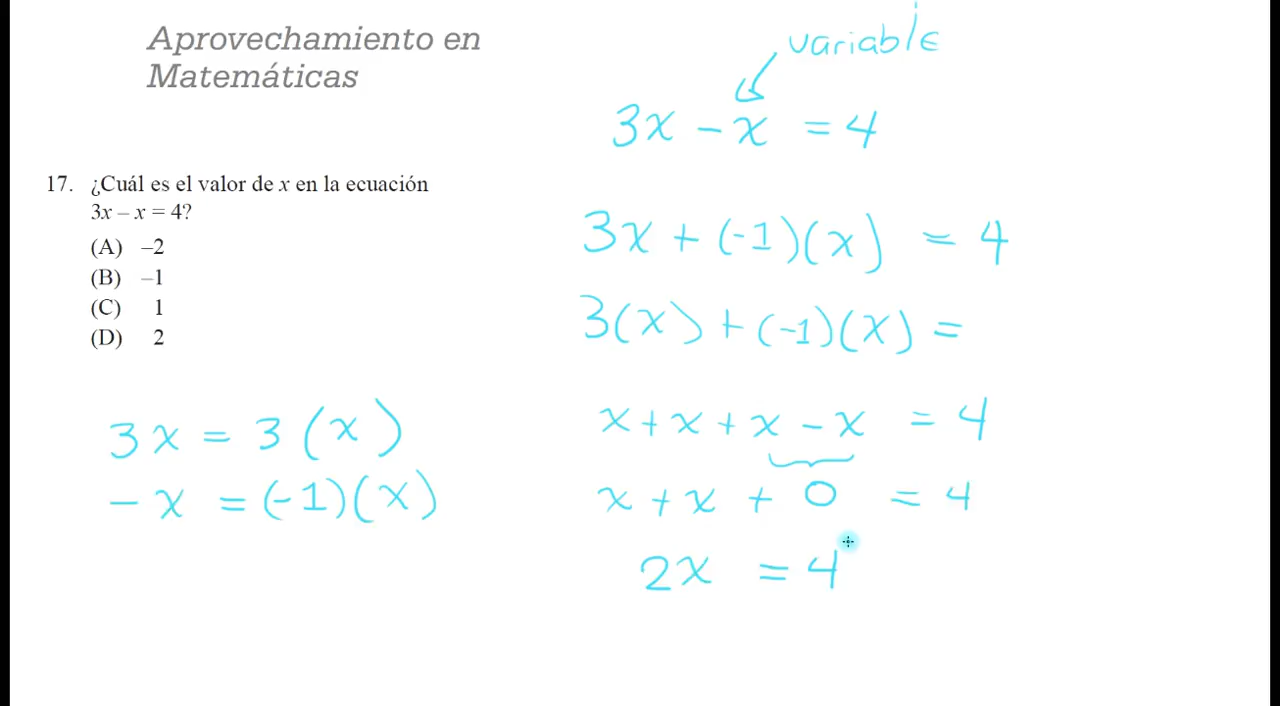 Aprovechamiento en
Matemáticas
17. ¿Cuál es el valor de x en la ecuación
3x – x = 4?
(A) –2
(B) –1
(C) 1
(D) 2
3x = 3(x)
-x = (-1)(x)
variable
3x - x = 4
3x + (-1)(x) = 4
3(x) + (-1)(x) =
x + x + x - x = 4
x + x + 0 = 4
2x = 4